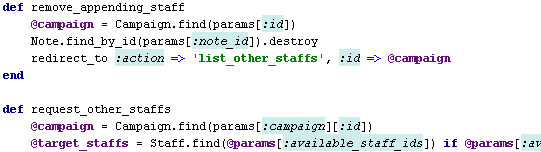 def remove_appending_staff
    @campaign = Campaign.find(params[:id])
    Note.find_by_id(params[:note_id]).destroy
    redirect_to :action => 'list_other_staffs', :id => @campaign
end

def request_other_staffs
    @campaign = Campaign.find(params[:campaign][:id])
    @target_staffs = Staff.find(@params[:available_staff_ids]) if @params[:av